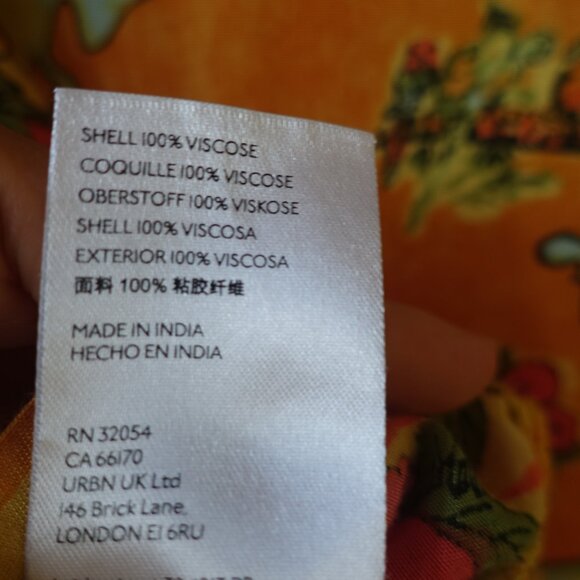 SHELL 100% VISCOSE
COQUILLE 100% VISCOSE
OBERSTOFF 100% VISKOSE
SHELL 100% VISCOSA
EXTERIOR 100% VISCOSA
面料 100% 粘胶纤维
MADE IN INDIA
HECHO EN INDIA
RN 32054
CA 66170
URBN UK Ltd
146 Brick Lane,
LONDON E1 6RU